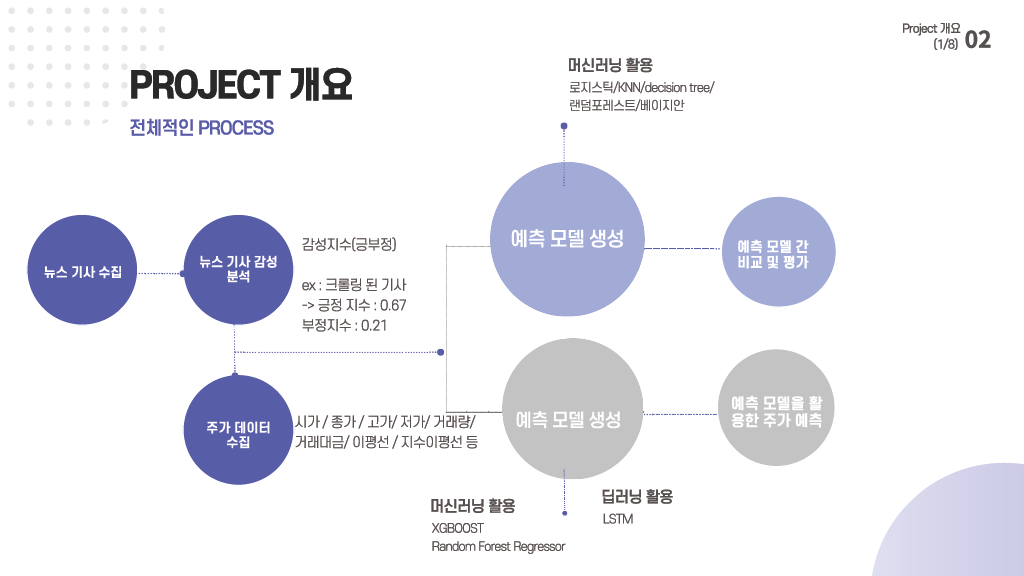 Project 개요
(1/8) 02
PROJECT 개요
전체적인 PROCESS
머신러닝 활용
로지스틱/KNN/decision tree/
랜덤포레스트/베이지안
뉴스 기사 수집
뉴스 기사 감성
분석
감성지수(긍부정)
ex : 크롤링 된 기사
-> 긍정 지수 : 0.67
부정지수 : 0.21
예측 모델 생성
예측 모델 간
비교 및 평가
주가 데이터
수집
시가 / 종가 / 고가/ 저가/ 거래량/
거래대금/ 이평선 / 지수이평선 등
예측 모델 생성
예측 모델을 활
용한 주가 예측
머신러닝 활용
XGBOOST
Random Forest Regressor
딥러닝 활용
LSTM